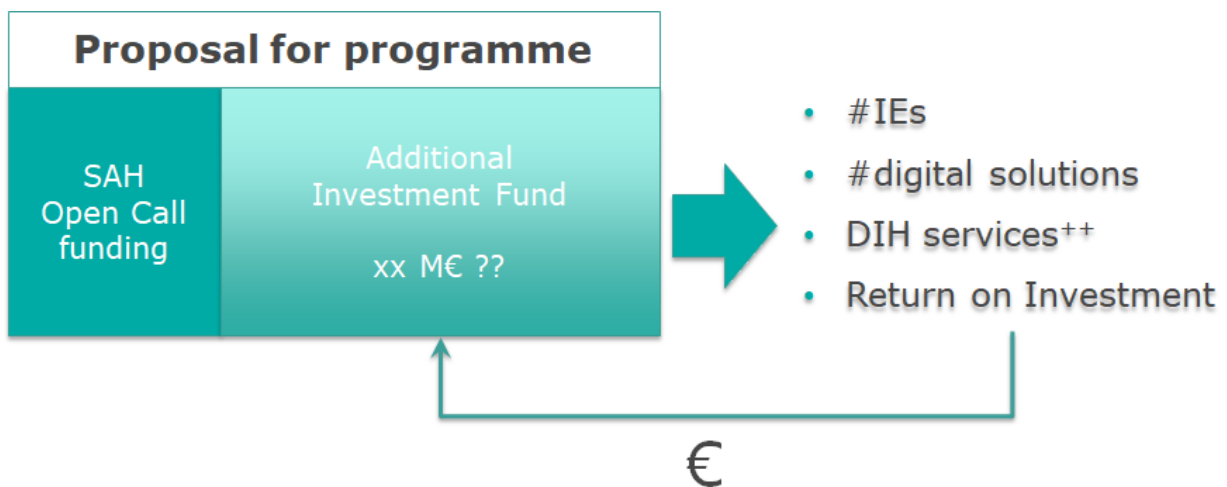 Proposal for programme
SAH
Open Call
funding
Additional
Investment Fund
xx M€ ??
• #IEs
• #digital solutions
• DIH services⁺⁺
• Return on Investment
€